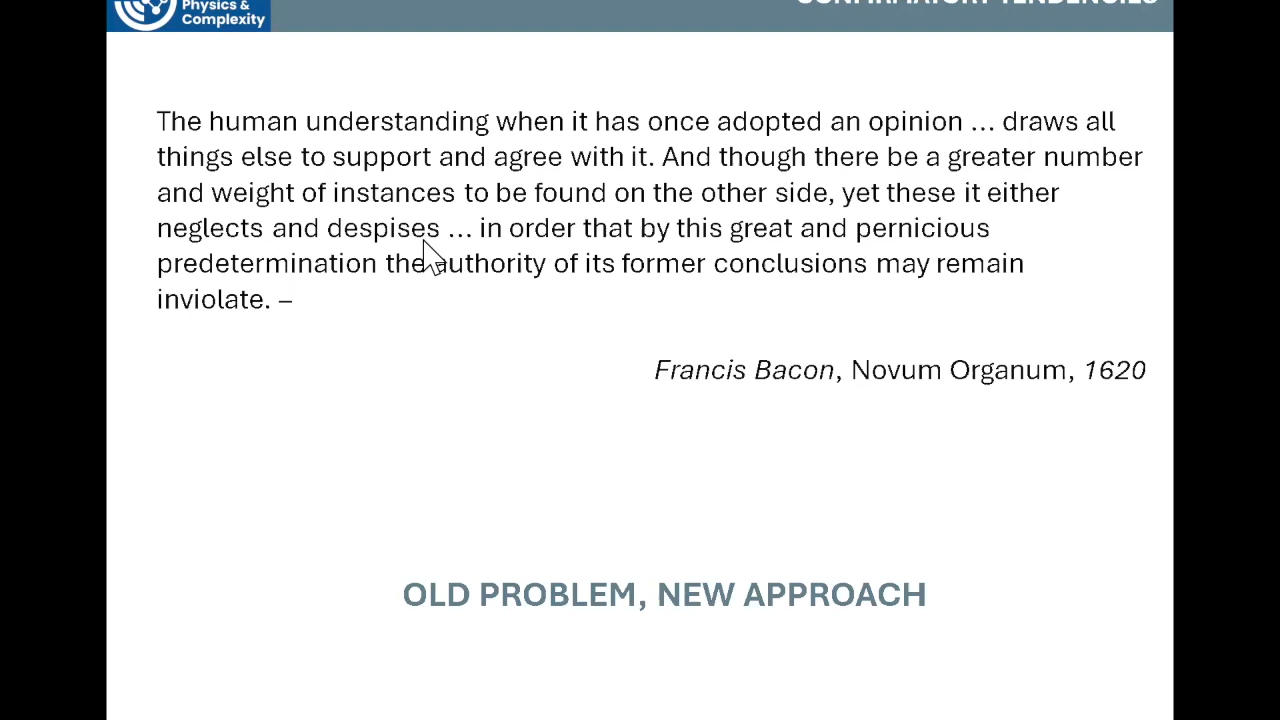 Physics &
Complexity
CONFIRMATORY TENDENCIES
The human understanding when it has once adopted an opinion … draws all
things else to support and agree with it. And though there be a greater number
and weight of instances to be found on the other side, yet these it either
neglects and despises … in order that by this great and pernicious
predetermination the authority of its former conclusions may remain
inviolate. –
Francis Bacon, Novum Organum, 1620
OLD PROBLEM, NEW APPROACH